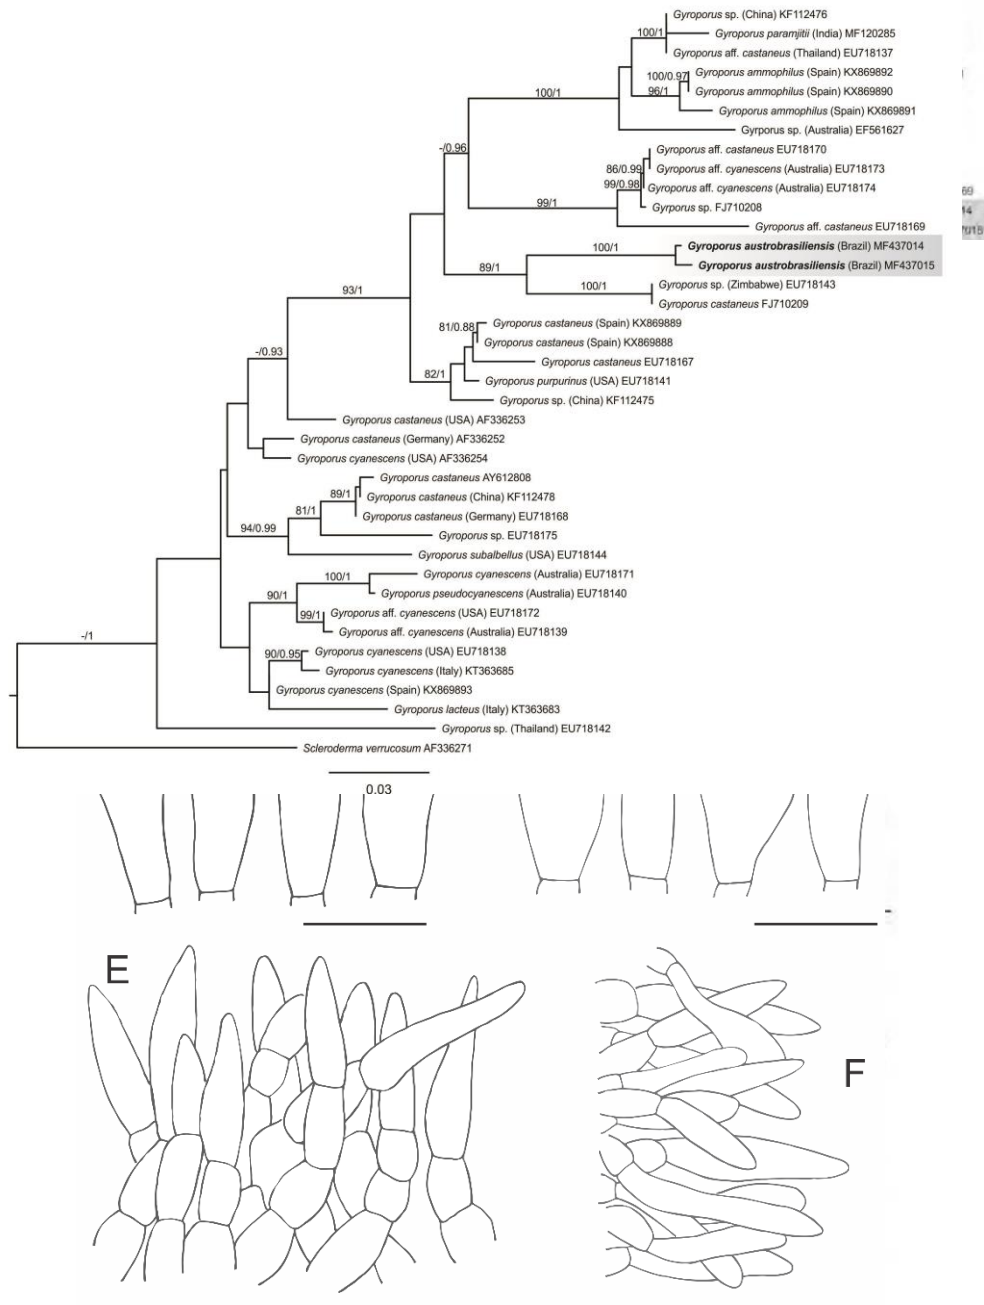 Gyroporus sp. (China) KF112476
100/1
Gyroporus paramjitii (India) MF120285
Gyroporus aff. castaneus (Thailand) EU718137
100/0.97
Gyroporus ammophilus (Spain) KX869892
96/1
Gyroporus ammophilus (Spain) KX869890
100/1
Gyroporus ammophilus (Spain) KX869891
Gyrporus sp. (Australia) EF561627
-/0.96
Gyroporus aff. castaneus EU718170
86/0.99
Gyroporus aff. cyanescens (Australia) EU718173
99/0.98
Gyroporus aff. cyanescens (Australia) EU718174
69
99/1
Gyrporus sp. FJ710208
14
Gyroporus aff. castaneus EU718169
100/1
Gyroporus austrobrasiliensis (Brazil) MF437014
89/1
Gyroporus austrobrasiliensis (Brazil) MF437015
100/1
Gyroporus sp. (Zimbabwe) EU718143
93/1
Gyroporus castaneus FJ710209
81/0.88
Gyroporus castaneus (Spain) KX869889
Gyroporus castaneus (Spain) KX869888
-/0.93
Gyroporus castaneus EU718167
82/1
Gyroporus purpurinus (USA) EU718141
Gyroporus sp. (China) KF112475
Gyroporus castaneus (USA) AF336253
Gyroporus castaneus (Germany) AF336252
Gyroporus cyanescens (USA) AF336254
Gyroporus castaneus AY612808
89/1
Gyroporus castaneus (China) KF112478
81/1
Gyroporus castaneus (Germany) EU718168
94/0.99
Gyroporus sp. EU718175
Gyroporus subalbellus (USA) EU718144
100/1
Gyroporus cyanescens (Australia) EU718171
90/1
Gyroporus pseudocyanescens (Australia) EU718140
99/1
Gyroporus aff. cyanescens (USA) EU718172
Gyroporus aff. cyanescens (Australia) EU718139
-/1
90/0.95
Gyroporus cyanescens (USA) EU718138
Gyroporus cyanescens (Italy) KT363685
Gyroporus cyanescens (Spain) KX869893
Gyroporus lacteus (Italy) KT363683
Gyroporus sp. (Thailand) EU718142
Scleroderma verrucosum AF336271
0.03
E
F